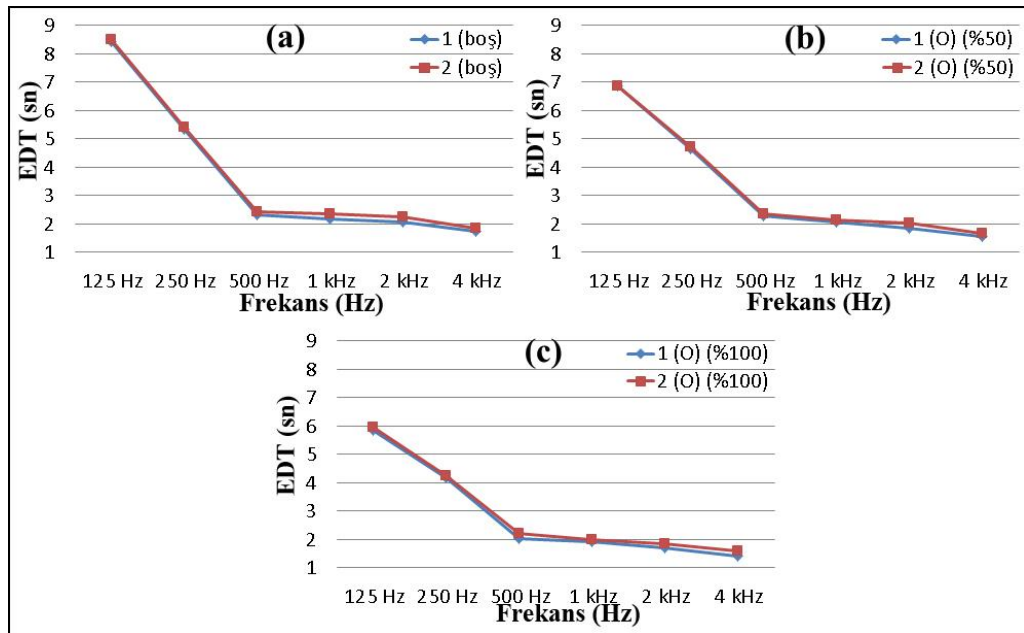 (a)
1 (boş)
2 (boş)
EDT (sn)
9
8
7
6
5
4
3
2
1
125 Hz 250 Hz 500 Hz 1 kHz 2 kHz 4 kHz
Frekans (Hz)
(b)
1 (O) (%50)
2 (O) (%50)
EDT (sn)
9
8
7
6
5
4
3
2
1
125 Hz 250 Hz 500 Hz 1 kHz 2 kHz 4 kHz
Frekans (Hz)
(c)
1 (O) (%100)
2 (O) (%100)
EDT (sn)
9
8
7
6
5
4
3
2
1
125 Hz 250 Hz 500 Hz 1 kHz 2 kHz 4 kHz
Frekans (Hz)